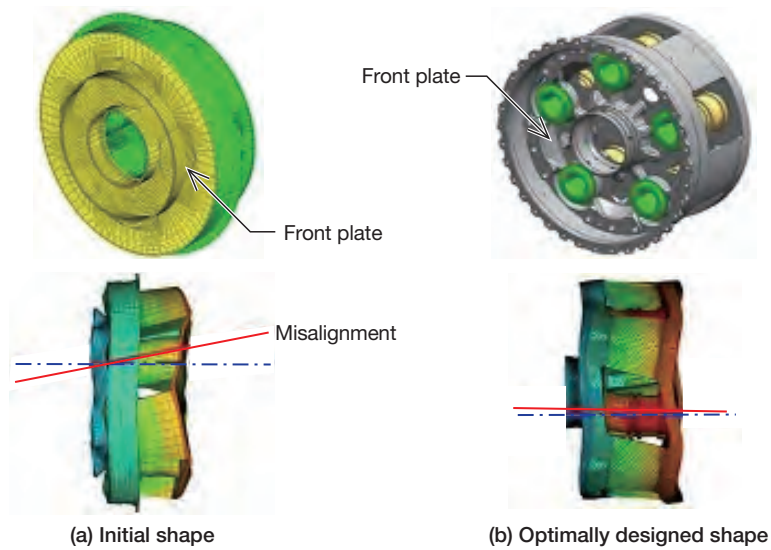 Front plate
Front plate
Misalignment
(a) Initial shape
(b) Optimally designed shape